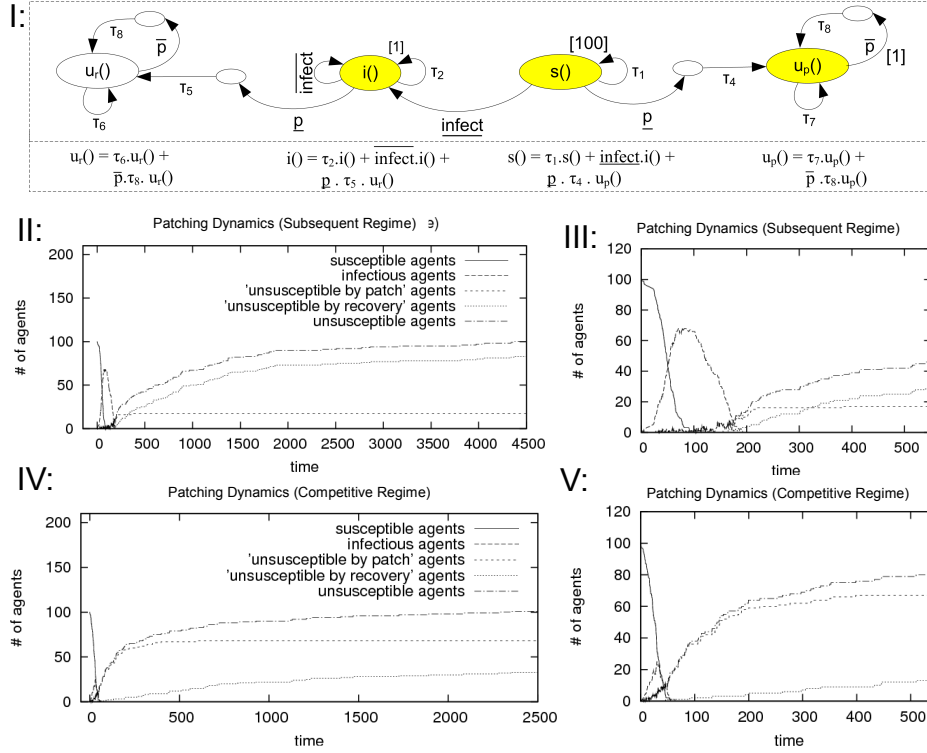 I:
τ8
p̅
[1]
τ8
p̅
[1]
[100]
ur()
i()
s()
up()
τ5
i̅n̅f̅e̅c̅t̅
τ2
τ1
τ4
τ6
p̲
infect
p̲
τ7
ur() = τ6.ur() +
p̅.τ8. ur()
i() = τ2.i() + i̅n̅f̅e̅c̅t̅.i() +
p̲ . τ5 . ur()
s() = τ1.s() + infect.i() +
p̲ . τ4 . up()
up() = τ7.up() +
p̅ .τ8.up()
II:
Patching Dynamics (Subsequent Regime) e)
# of agents
200
150
100
50
0
susceptible agents
infectious agents
'unsusceptible by patch' agents
'unsusceptible by recovery' agents
unsusceptible agents
0 500 1000 1500 2000 2500 3000 3500 4000 4500
time
III:
Patching Dynamics (Subsequent Regime)
# of agents
120
100
80
60
40
20
0
0 100 200 300 400 500
time
IV:
Patching Dynamics (Competitive Regime)
# of agents
200
150
100
50
0
susceptible agents
infectious agents
'unsusceptible by patch' agents
'unsusceptible by recovery' agents
unsusceptible agents
0 500 1000 1500 2000 2500
time
V:
Patching Dynamics (Competitive Regime)
# of agents
120
100
80
60
40
20
0
0 100 200 300 400 500
time